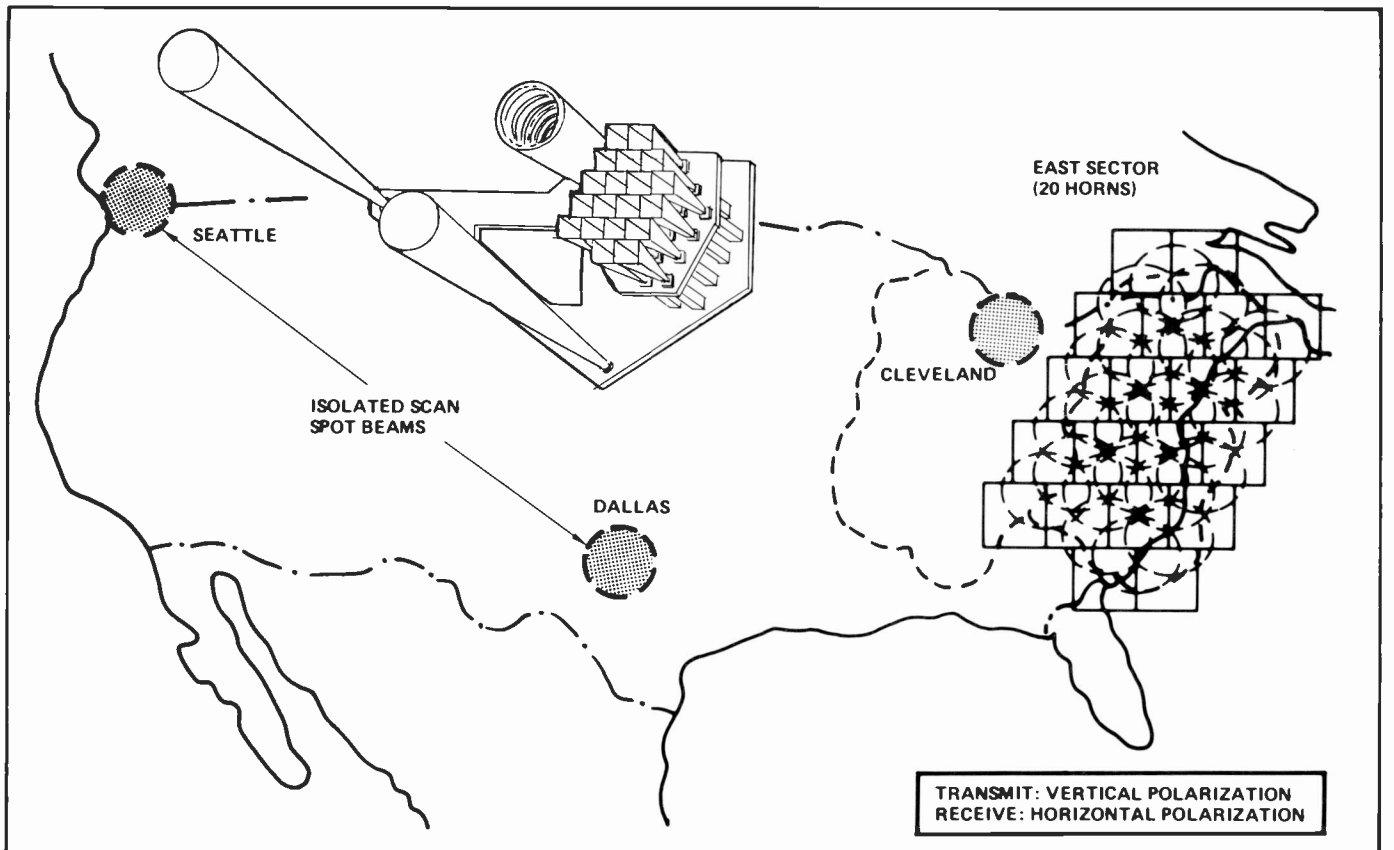 EAST SECTOR
(20 HORNS)
SEATTLE
CLEVELAND
ISOLATED SCAN
SPOT BEAMS
DALLAS
TRANSMIT: VERTICAL POLARIZATION
RECEIVE: HORIZONTAL POLARIZATION